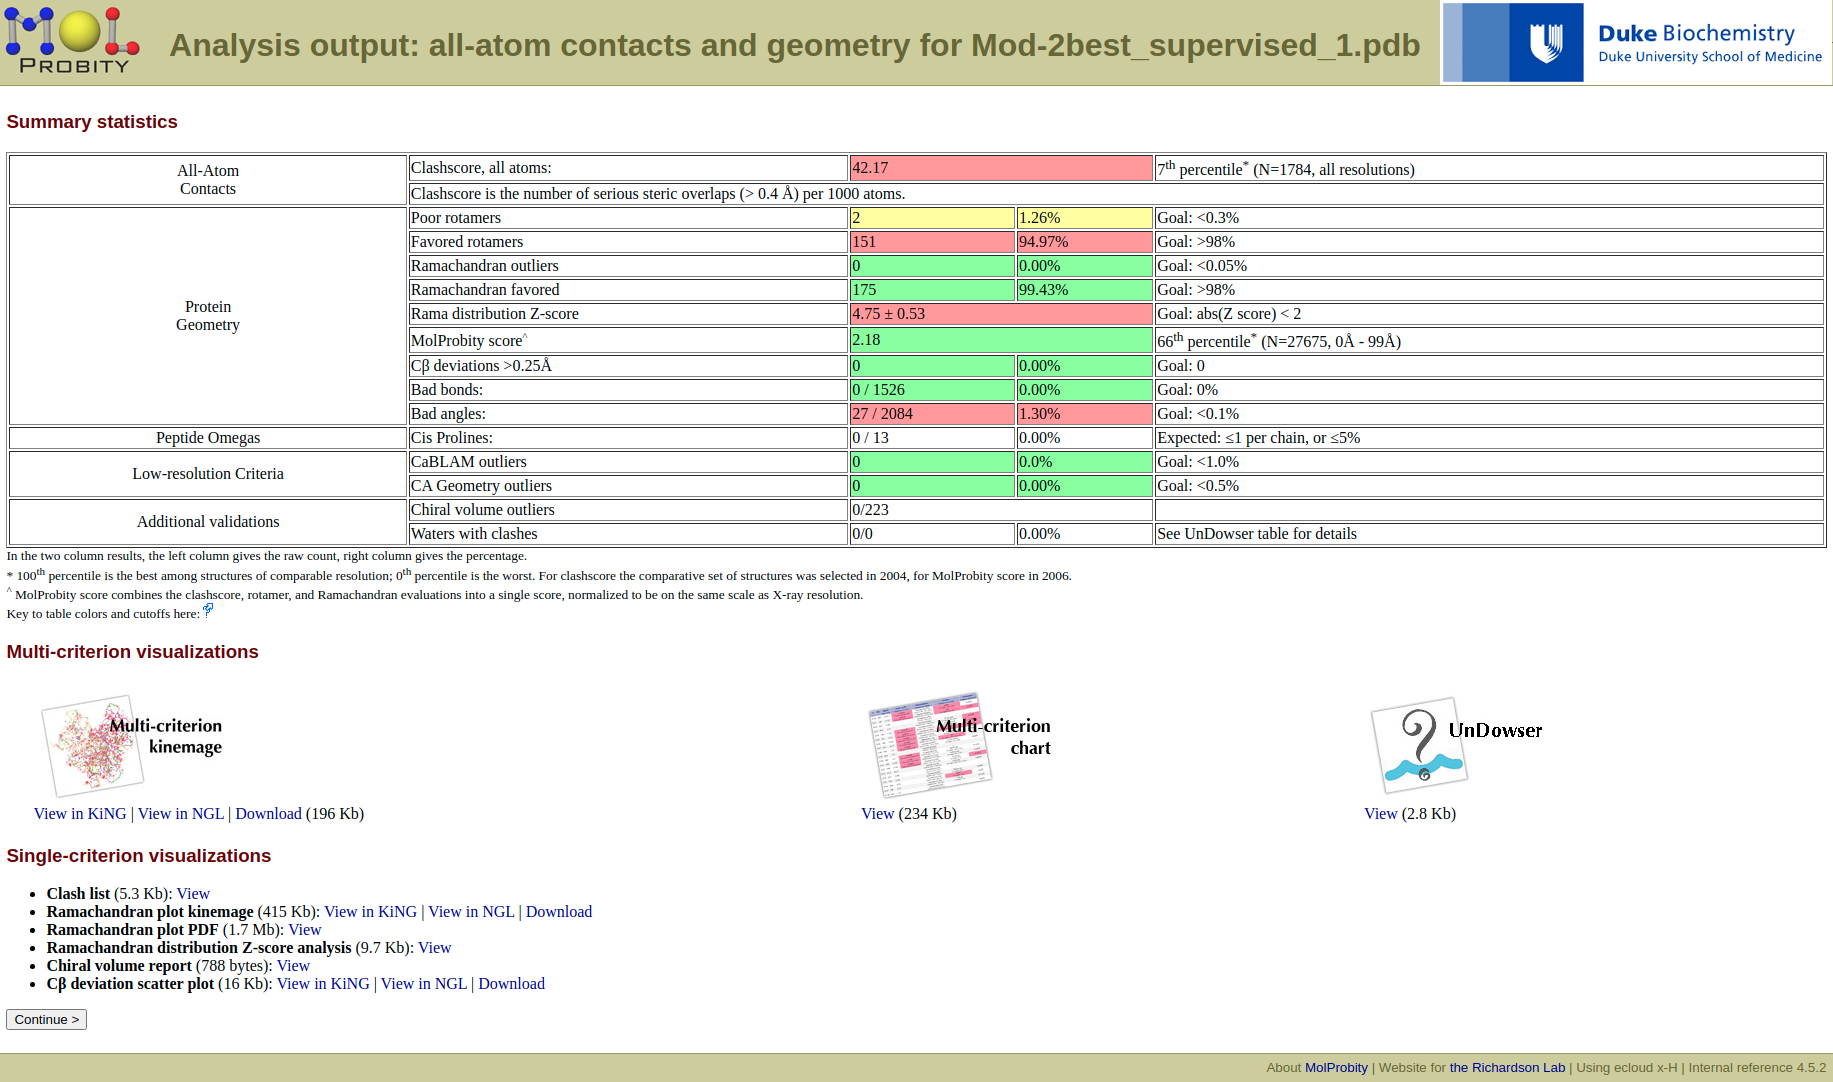 MOL
PROBITY
Analysis output: all-atom contacts and geometry for Mod-2best_supervised_1.pdb
Duke Biochemistry
Duke University School of Medicine
Summary statistics
All-Atom Contacts
Clashscore, all atoms: 42.17 7th percentile* (N=1784, all resolutions)
Clashscore is the number of serious steric overlaps (> 0.4 Å) per 1000 atoms.
Protein Geometry
Poor rotamers 2 1.26% Goal: <0.3%
Favored rotamers 151 94.97% Goal: >98%
Ramachandran outliers 0 0.00% Goal: <0.05%
Ramachandran favored 175 99.43% Goal: >98%
Rama distribution Z-score 4.75 ± 0.53 Goal: abs(Z score) < 2
MolProbity score^ 2.18 66th percentile* (N=27675, 0Å - 99Å)
Cβ deviations >0.25Å 0 0.00% Goal: 0
Bad bonds: 0 / 1526 0.00% Goal: 0%
Bad angles: 27 / 2084 1.30% Goal: <0.1%
Peptide Omegas Cis Prolines: 0 / 13 0.00% Expected: ≤1 per chain, or ≤5%
Low-resolution Criteria
CaBLAM outliers 0 0.0% Goal: <1.0%
CA Geometry outliers 0 0.00% Goal: <0.5%
Additional validations
Chiral volume outliers 0/223
Waters with clashes 0/0 0.00% See UnDowser table for details
In the two column results, the left column gives the raw count, right column gives the percentage.
* 100th percentile is the best among structures of comparable resolution; 0th percentile is the worst. For clashscore the comparative set of structures was selected in 2004, for MolProbity score in 2006.
^ MolProbity score combines the clashscore, rotamer, and Ramachandran evaluations into a single score, normalized to be on the same scale as X-ray resolution.
Key to table colors and cutoffs here:
Multi-criterion visualizations
Multi-criterion kinemage
Multi-criterion chart
UnDowser
View in KiNG | View in NGL | Download (196 Kb)
View (234 Kb)
View (2.8 Kb)
Single-criterion visualizations
• Clash list (5.3 Kb): View
• Ramachandran plot kinemage (415 Kb): View in KiNG | View in NGL | Download
• Ramachandran plot PDF (1.7 Mb): View
• Ramachandran distribution Z-score analysis (9.7 Kb): View
• Chiral volume report (788 bytes): View
• Cβ deviation scatter plot (16 Kb): View in KiNG | View in NGL | Download
Continue >
About MolProbity | Website for the Richardson Lab | Using ecloud x-H | Internal reference 4.5.2